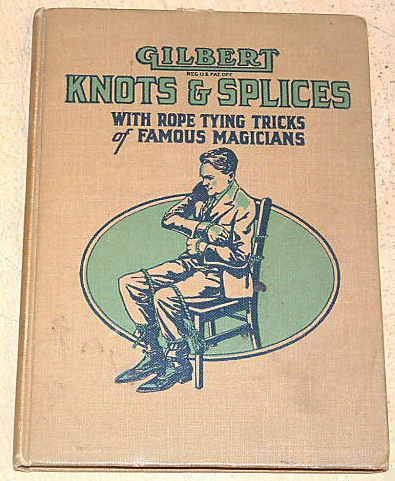 GILBERT
REG. U.S. PAT. OFF.
KNOTS & SPLICES
WITH ROPE TYING TRICKS
of FAMOUS MAGICIANS